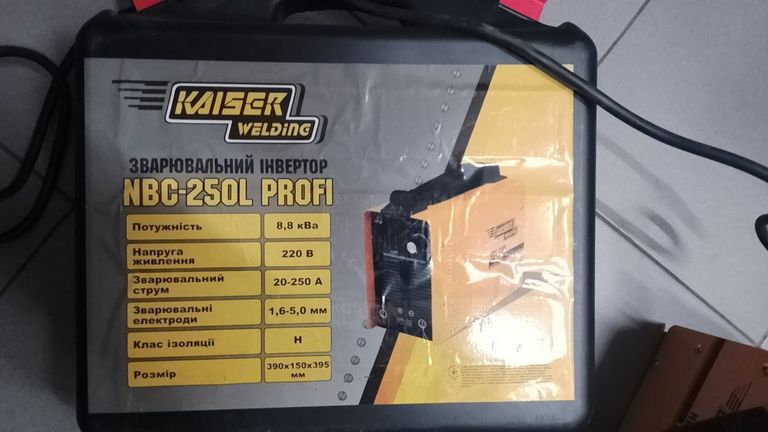 KAISER
WELDING
ЗВАРЮВАЛЬНИЙ ІНВЕРТОР
NBC-250L PROFI
Потужність 8,8 кВа
Напруга живлення 220 В
Зварювальний струм 20-250 А
Зварювальні електроди 1,6-5,0 мм
Клас ізоляції H
Розмір 390х150х395 мм